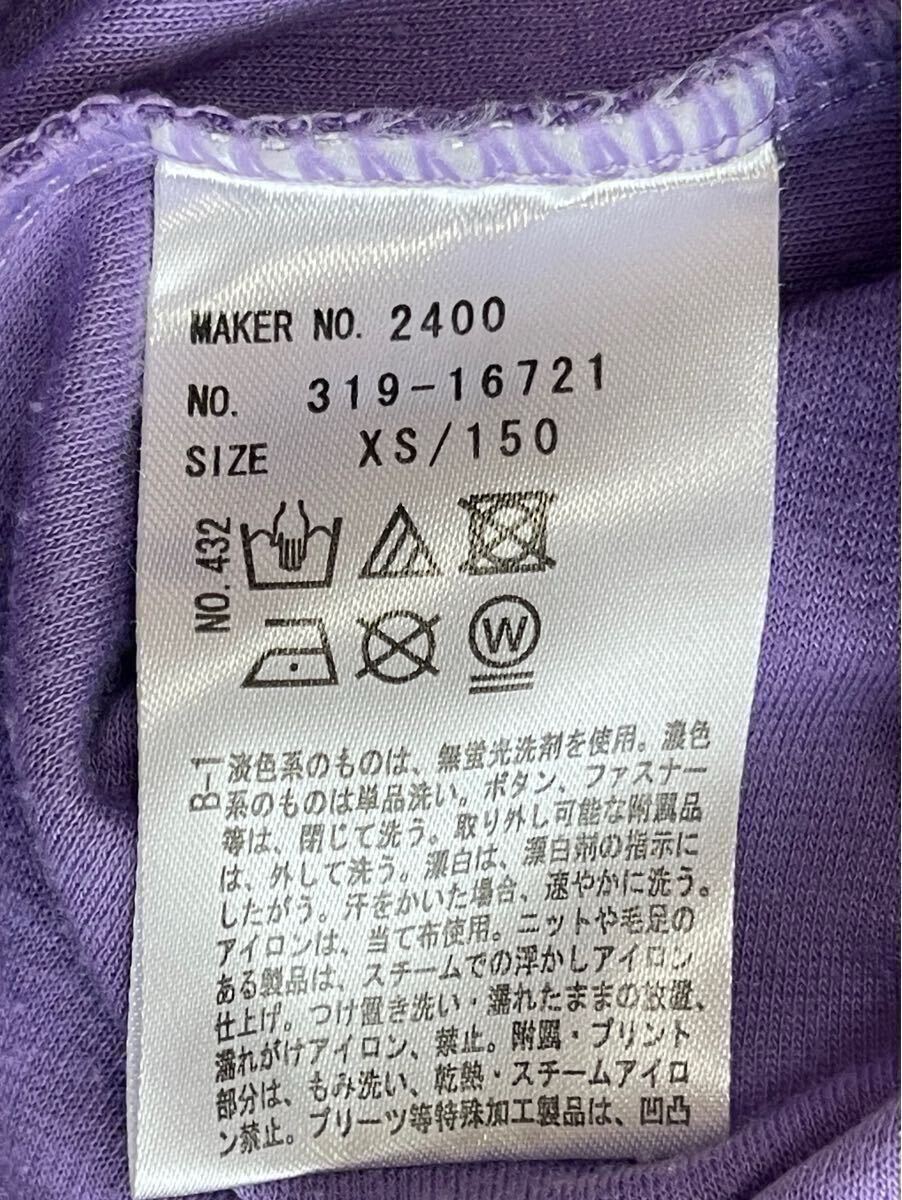 MAKER NO. 2400
NO. 319-16721
SIZE XS/150
NO. 432
W
B-1
淡色系のものは、無蛍光洗剤を使用。濃色
系のものは単品洗い。ボタン、ファスナー
等は、閉じて洗う。取り外し可能な附属品
は、外して洗う。漂白は、漂白剤の指示に
したがう。汗をかいた場合、速やかに洗う。
アイロンは、当て布使用。ニットや毛足の
ある製品は、スチームでの浮かしアイロン
仕上げ。つけ置き洗い・濡れたままの放置、
濡れがけアイロン、禁止。附属・プリント
部分は、もみ洗い、乾熱・スチームアイロ
ン禁止。プリーツ等特殊加工製品は、凹凸